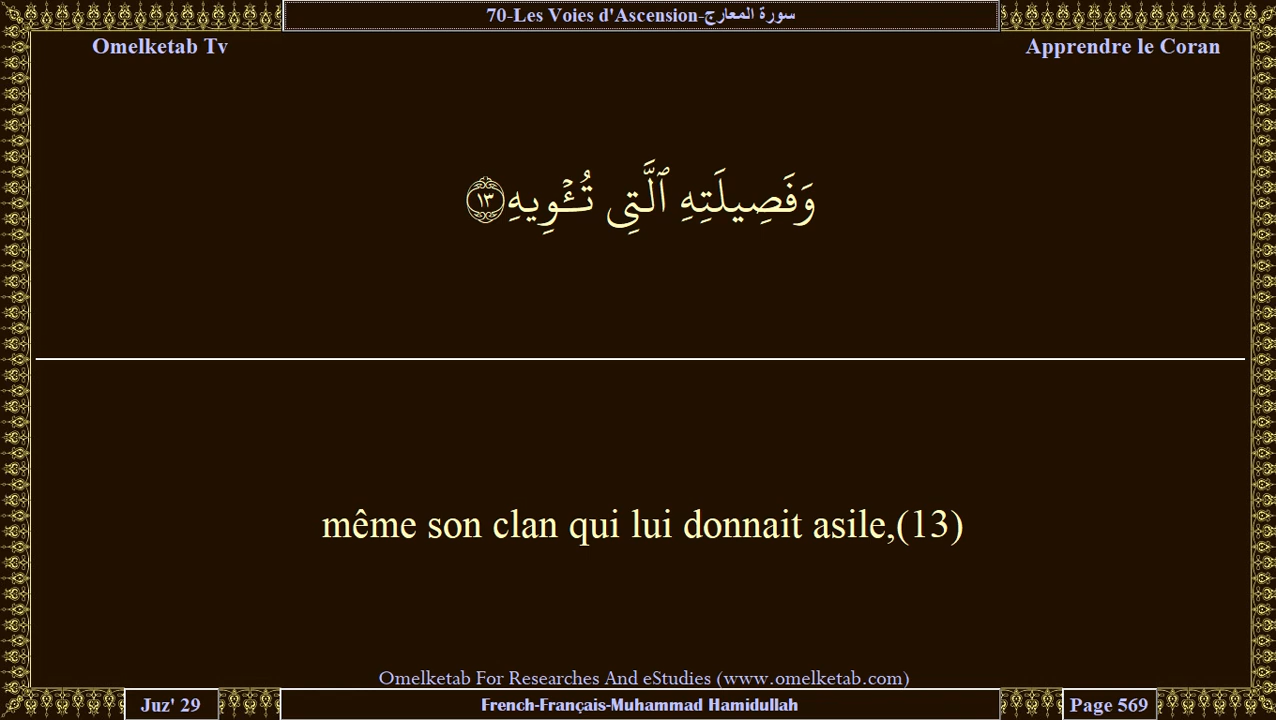 70-Les Voies d'Ascension-سورة المعارج
Omelketab Tv
Apprendre le Coran
وَفَصِيلَتِهِ ٱلَّتِى تُـْٔوِيهِ ١٣
même son clan qui lui donnait asile,(13)
Omelketab For Researches And eStudies (www.omelketab.com)
Juz' 29
French-Français-Muhammad Hamidullah
Page 569